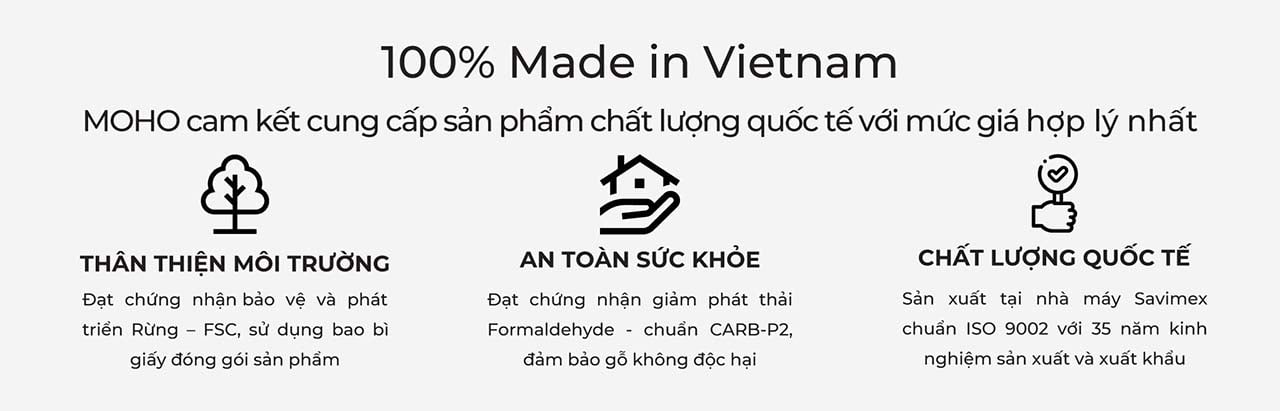 100% Made in Vietnam
MOHO cam kết cung cấp sản phẩm chất lượng quốc tế với mức giá hợp lý nhất
THÂN THIỆN MÔI TRƯỜNG
Đạt chứng nhận bảo vệ và phát
triển Rừng – FSC, sử dụng bao bì
giấy đóng gói sản phẩm
AN TOÀN SỨC KHỎE
Đạt chứng nhận giảm phát thải
Formaldehyde - chuẩn CARB-P2,
đảm bảo gỗ không độc hại
CHẤT LƯỢNG QUỐC TẾ
Sản xuất tại nhà máy Savimex
chuẩn ISO 9002 với 35 năm kinh
nghiệm sản xuất và xuất khẩu